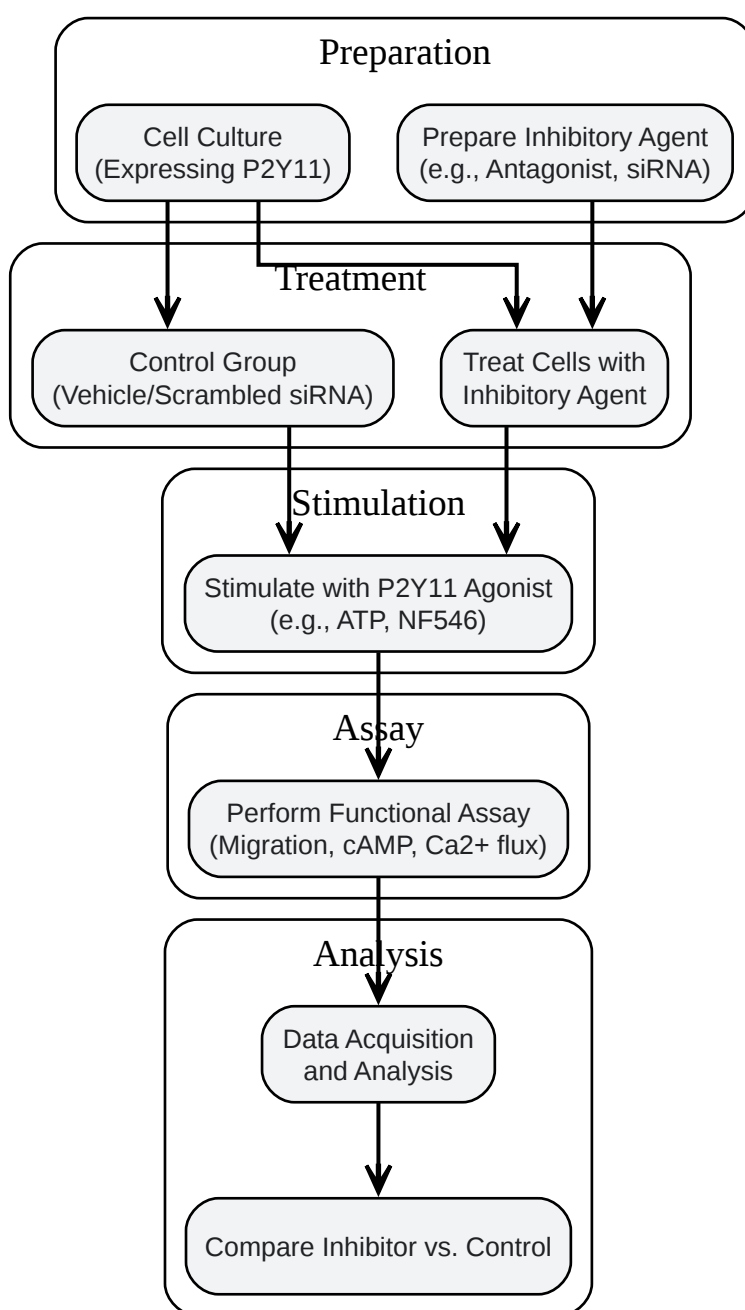 Preparation
Cell Culture
(Expressing P2Y11)
Prepare Inhibitory Agent
(e.g., Antagonist, siRNA)
Treatment
Control Group
(Vehicle/Scrambled siRNA)
Treat Cells with
Inhibitory Agent
Stimulation
Stimulate with P2Y11 Agonist
(e.g., ATP, NF546)
Assay
Perform Functional Assay
(Migration, cAMP, Ca2+ flux)
Analysis
Data Acquisition
and Analysis
Compare Inhibitor vs. Control